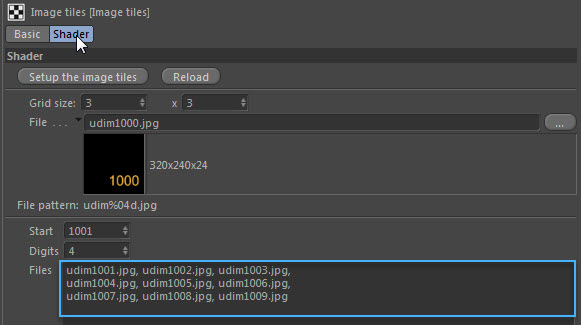 Image tiles [Image tiles]
Basic Shader
Shader
Setup the image tiles Reload
Grid size: 3 x 3
File . . . udim1000.jpg ...
1000 320x240x24
File pattern: udim%04d.jpg
Start 1001
Digits 4
Files udim1001.jpg, udim1002.jpg, udim1003.jpg,
udim1004.jpg, udim1005.jpg, udim1006.jpg,
udim1007.jpg, udim1008.jpg, udim1009.jpg